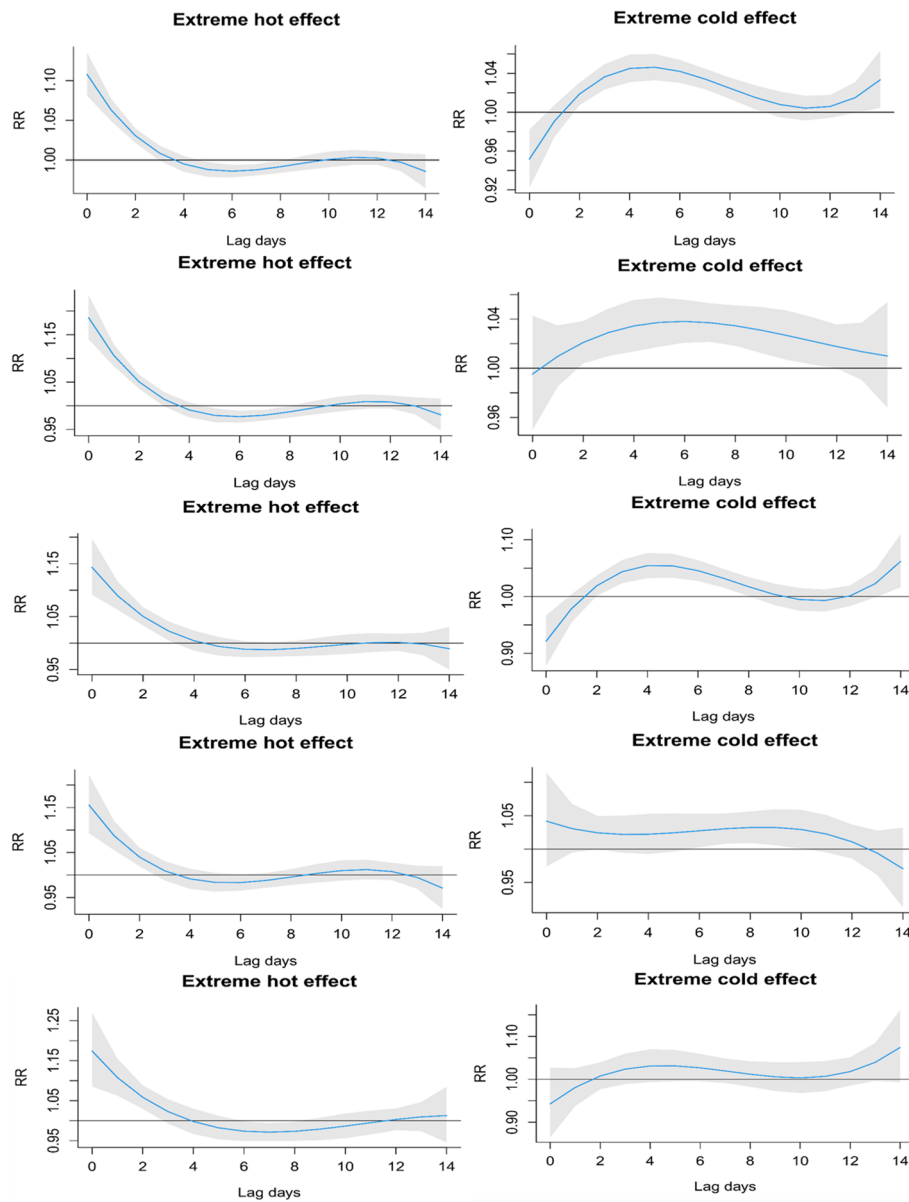 Extreme hot effect
RR
1.00 1.05 1.10
0 2 4 6 8 10 12 14
Lag days
Extreme cold effect
RR
0.92 0.96 1.00 1.04
0 2 4 6 8 10 12 14
Lag days
Extreme hot effect
RR
0.95 1.05 1.15
0 2 4 6 8 10 12 14
Lag days
Extreme cold effect
RR
0.96 1.00 1.04
0 2 4 6 8 10 12 14
Lag days
Extreme hot effect
RR
0.95 1.05 1.15
0 2 4 6 8 10 12 14
Lag days
Extreme cold effect
RR
0.90 1.00 1.10
0 2 4 6 8 10 12 14
Lag days
Extreme hot effect
RR
0.95 1.05 1.15
0 2 4 6 8 10 12 14
Lag days
Extreme cold effect
RR
0.95 1.05
0 2 4 6 8 10 12 14
Lag days
Extreme hot effect
RR
0.95 1.05 1.15 1.25
0 2 4 6 8 10 12 14
Lag days
Extreme cold effect
RR
0.90 1.00 1.10
0 2 4 6 8 10 12 14
Lag days